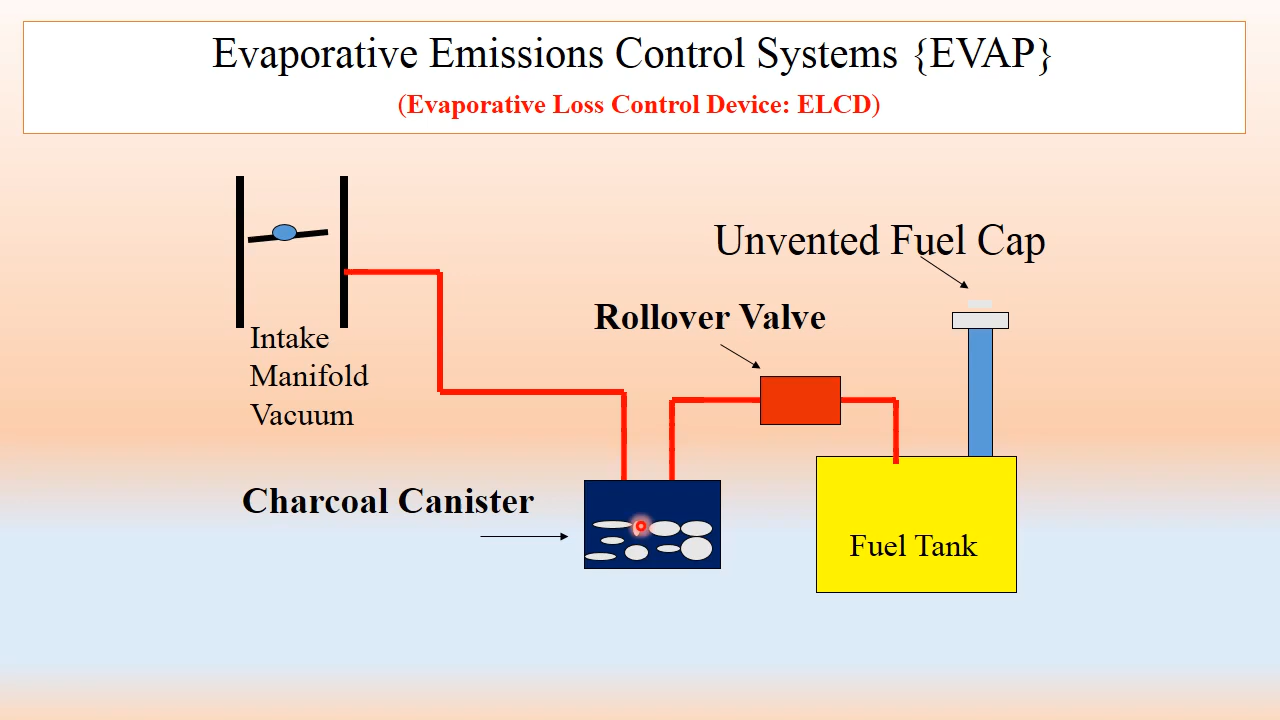 Evaporative Emissions Control Systems {EVAP}
(Evaporative Loss Control Device: ELCD)
Unvented Fuel Cap
Rollover Valve
Intake
Manifold
Vacuum
Charcoal Canister
Fuel Tank